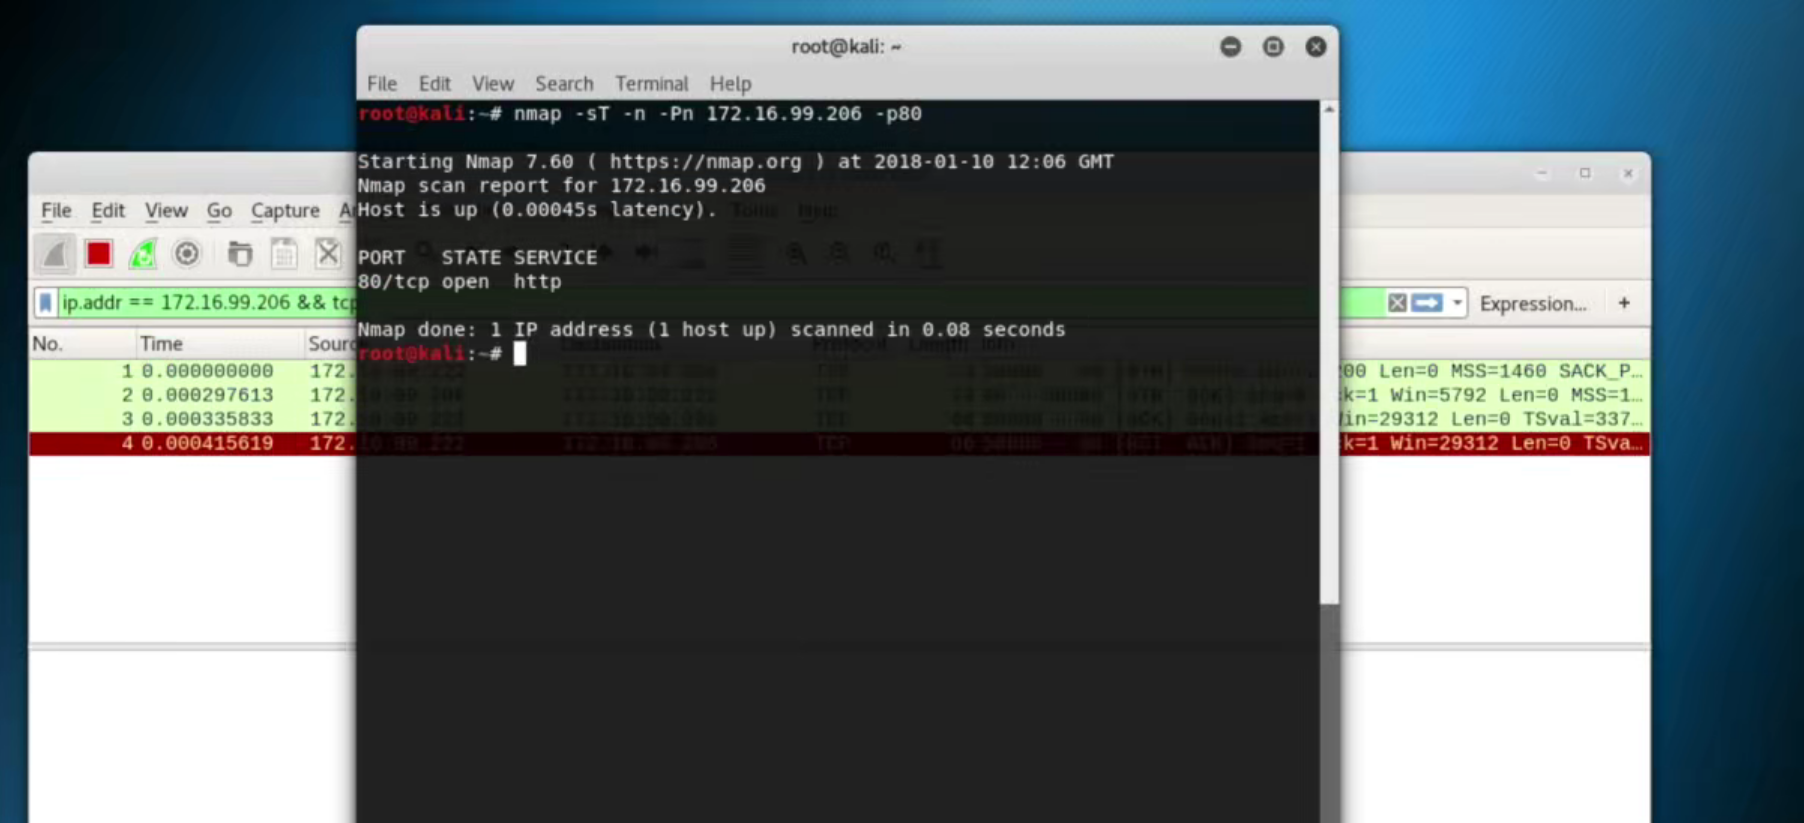 root@kali: ~
File Edit View Search Terminal Help
root@kali:~# nmap -sT -n -Pn 172.16.99.206 -p80
Starting Nmap 7.60 ( https://nmap.org ) at 2018-01-10 12:06 GMT
Nmap scan report for 172.16.99.206
Host is up (0.00045s latency).
PORT STATE SERVICE
80/tcp open http
Nmap done: 1 IP address (1 host up) scanned in 0.08 seconds
root@kali:~#
File Edit View Go Capture
ip.addr == 172.16.99.206 && tcp
Expression... +
No. Time Sourc
1 0.000000000 172. 200 Len=0 MSS=1460 SACK_P…
2 0.000297613 172. k=1 Win=5792 Len=0 MSS=1…
3 0.000335833 172. Win=29312 Len=0 TSval=337…
4 0.000415619 172. k=1 Win=29312 Len=0 TSva…